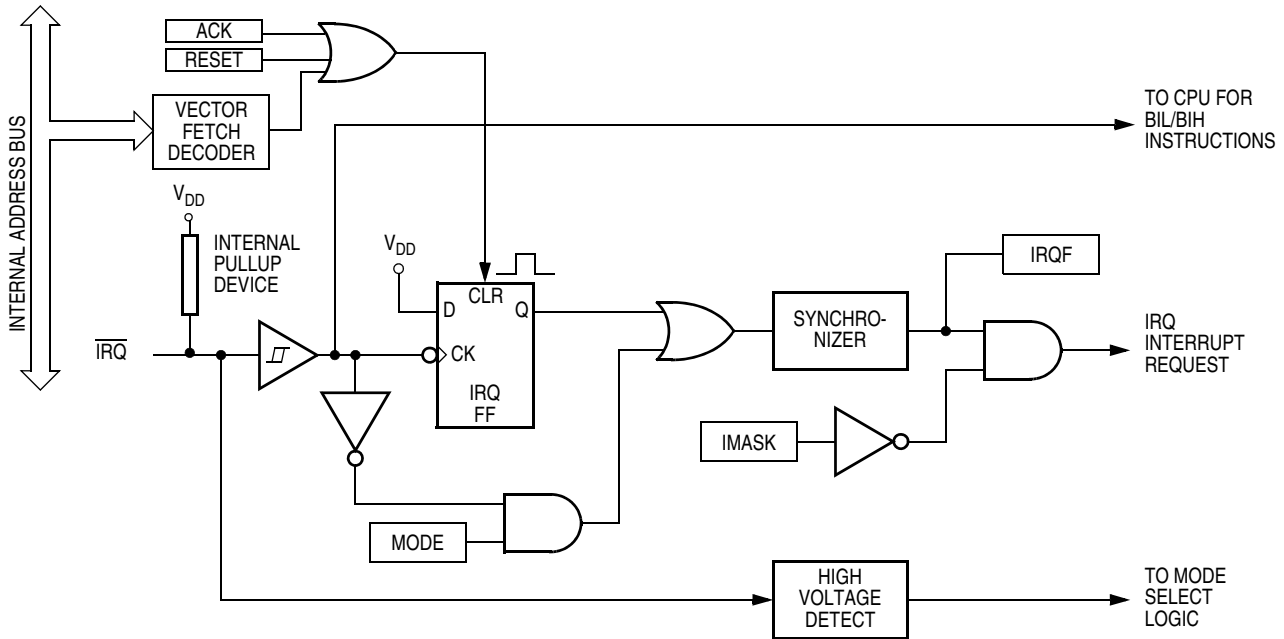 ACK
RESET
VECTOR
FETCH
DECODER
INTERNAL ADDRESS BUS
TO CPU FOR
BIL/BIH
INSTRUCTIONS
VDD
INTERNAL
PULLUP
DEVICE
VDD
CLR
D
Q
CK
IRQ
FF
IRQ
SYNCHRO-
NIZER
IRQF
IRQ
INTERRUPT
REQUEST
IMASK
MODE
HIGH
VOLTAGE
DETECT
TO MODE
SELECT
LOGIC